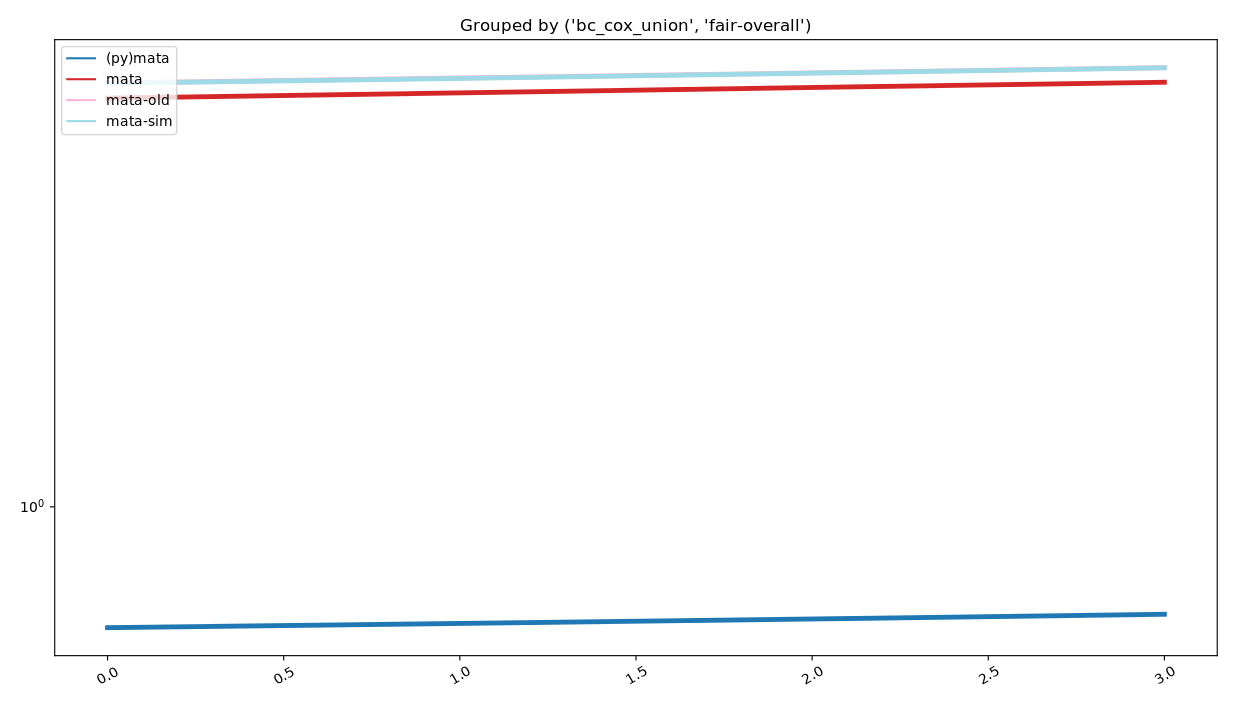 Grouped by ('bc_cox_union', 'fair-overall')
(py)mata
mata
mata-old
mata-sim
10⁰
0.0 0.5 1.0 1.5 2.0 2.5 3.0